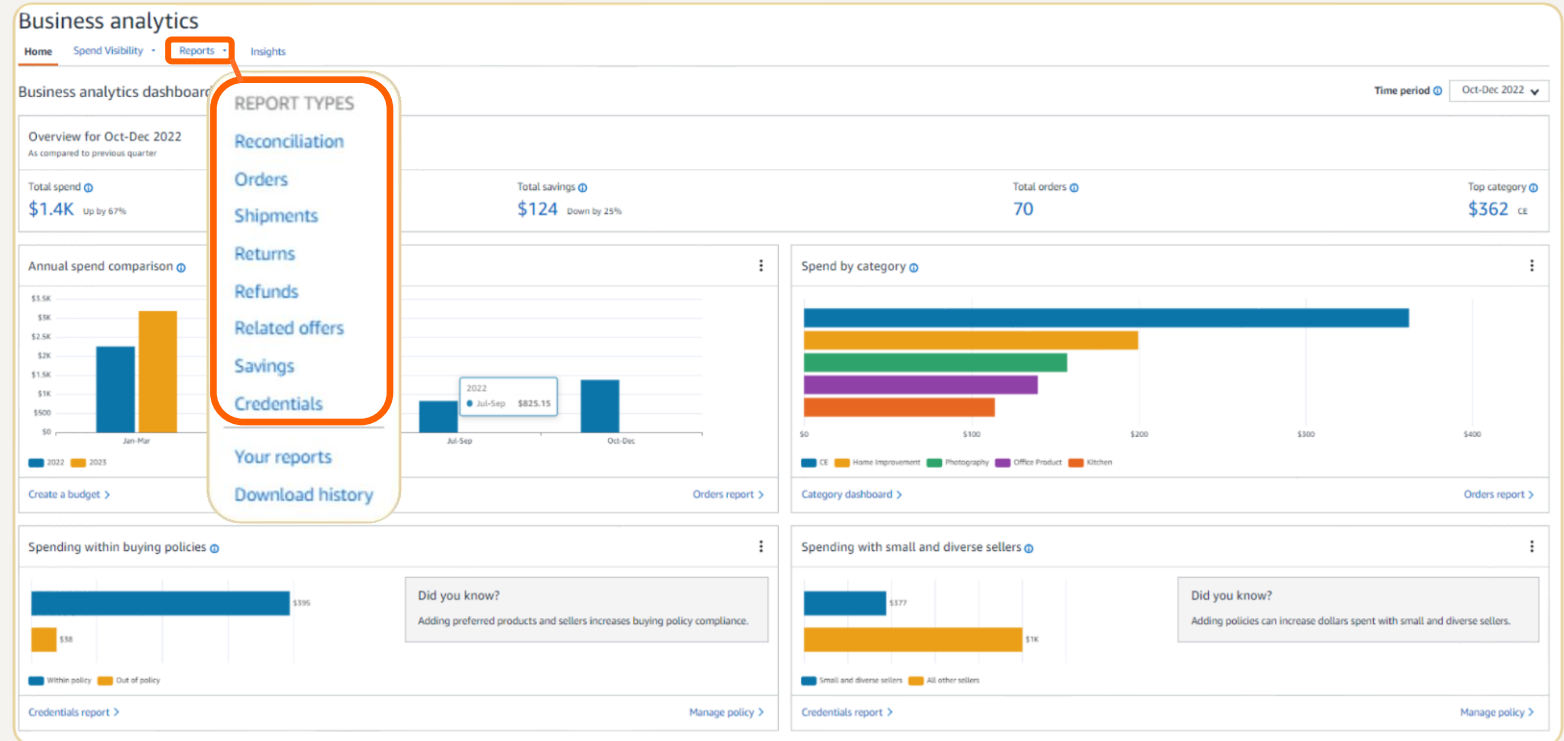 Business analytics
Home Spend Visibility Reports Insights
Business analytics dashboard
Time period Oct-Dec 2022
REPORT TYPES
Reconciliation
Orders
Shipments
Returns
Refunds
Related offers
Savings
Credentials
Your reports
Download history
Overview for Oct-Dec 2022
As compared to previous quarter
Total spend
$1.4K Up by 67%
Total savings
$124 Down by 25%
Total orders
70
Top category
$362 CE
Annual spend comparison
$3.5K
$3K
$2.5K
$2K
$1.5K
$1K
$500
$0
Jan-Mar Jul-Sep Oct-Dec
2022
Jul-Sep $825.15
2022 2023
Create a budget >
Orders report >
Spend by category
$0 $100 $200 $300 $400
CE Home Improvement Photography Office Product Kitchen
Category dashboard >
Orders report >
Spending within buying policies
$395
$38
Did you know?
Adding preferred products and sellers increases buying policy compliance.
Within policy Out of policy
Credentials report >
Manage policy >
Spending with small and diverse sellers
$377
$1K
Did you know?
Adding policies can increase dollars spent with small and diverse sellers.
Small and diverse sellers All other sellers
Credentials report >
Manage policy >